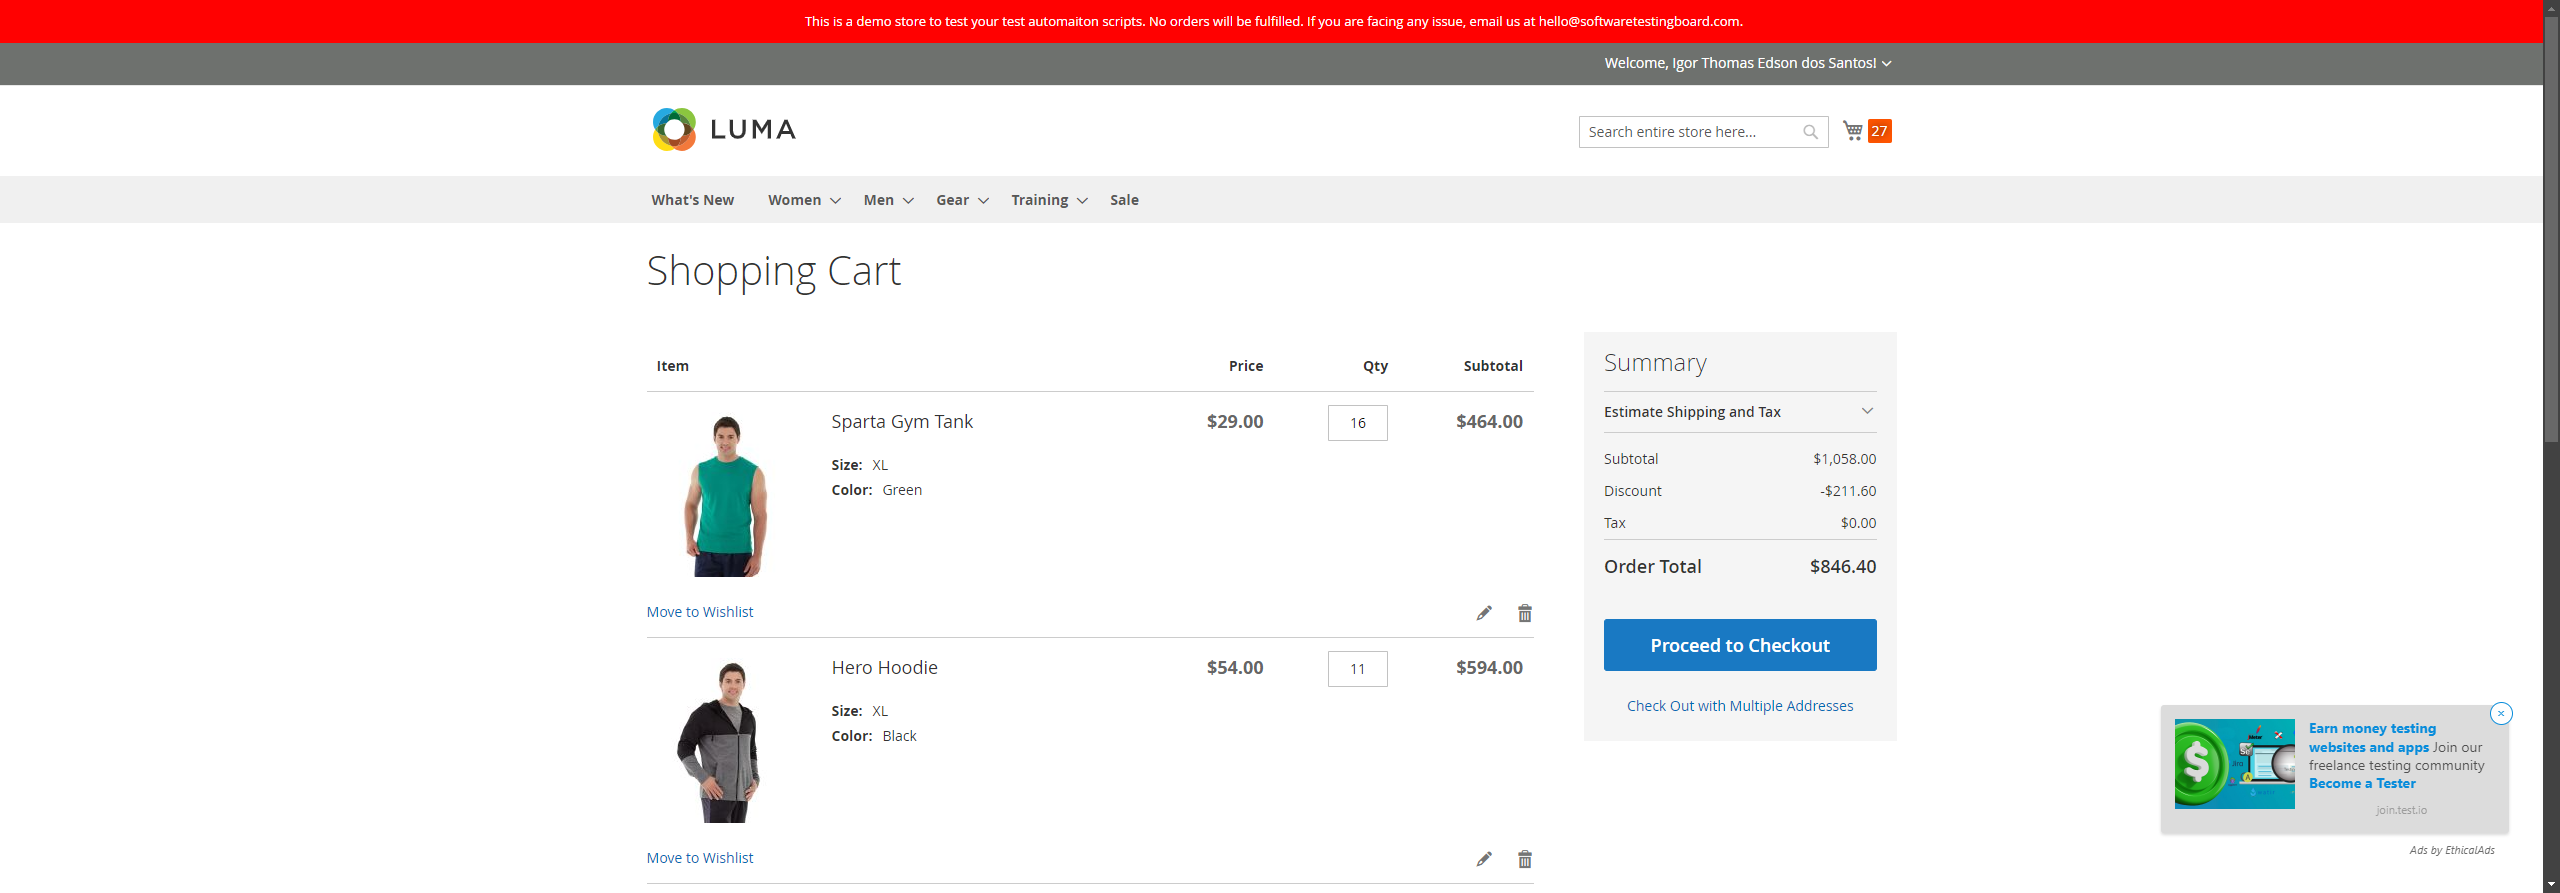 This is a demo store to test your test automaiton scripts. No orders will be fulfilled. If you are facing any issue, email us at hello@softwaretestingboard.com.
Welcome, Igor Thomas Edson dos Santos!
LUMA
Search entire store here...
27
What's New Women Men Gear Training Sale
Shopping Cart
Item Price Qty Subtotal
Sparta Gym Tank $29.00 16 $464.00
Size: XL
Color: Green
Move to Wishlist
Hero Hoodie $54.00 11 $594.00
Size: XL
Color: Black
Move to Wishlist
Summary
Estimate Shipping and Tax
Subtotal $1,058.00
Discount -$211.60
Tax $0.00
Order Total $846.40
Proceed to Checkout
Check Out with Multiple Addresses
Earn money testing
websites and apps Join our
freelance testing community
Become a Tester
join.test.io
Ads by EthicalAds